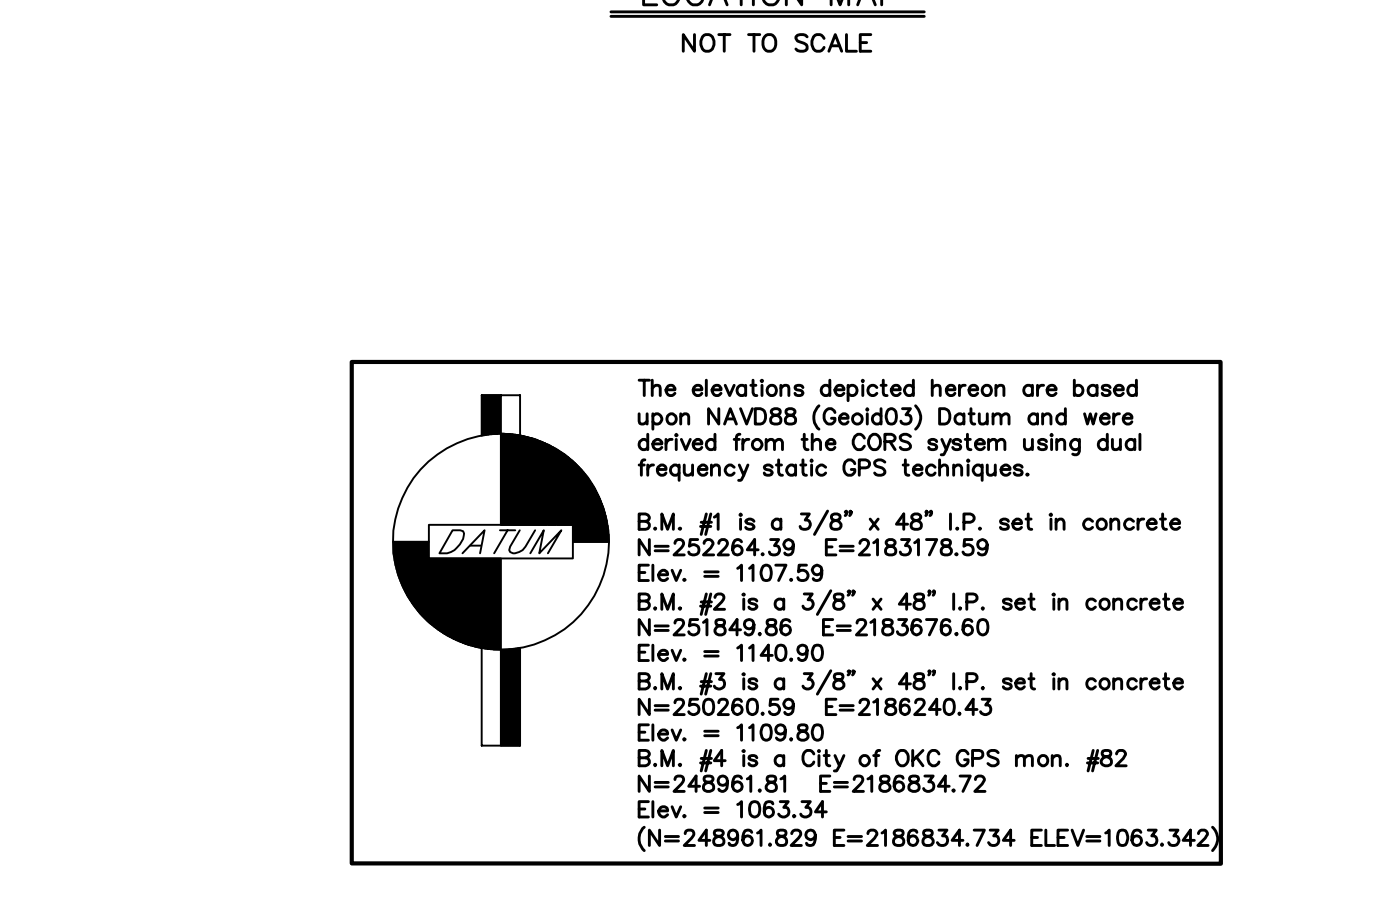 LOCATION MAP
NOT TO SCALE
DATUM
The elevations depicted hereon are based
upon NAVD88 (Geoid03) Datum and were
derived from the CORS system using dual
frequency static GPS techniques.
B.M. #1 is a 3/8" x 48" I.P. set in concrete
N=252264.39 E=2183178.59
Elev. = 1107.59
B.M. #2 is a 3/8" x 48" I.P. set in concrete
N=251849.86 E=2183676.60
Elev. = 1140.90
B.M. #3 is a 3/8" x 48" I.P. set in concrete
N=250260.59 E=2186240.43
Elev. = 1109.80
B.M. #4 is a City of OKC GPS mon. #82
N=248961.81 E=2186834.72
Elev. = 1063.34
(N=248961.829 E=2186834.734 ELEV=1063.342)